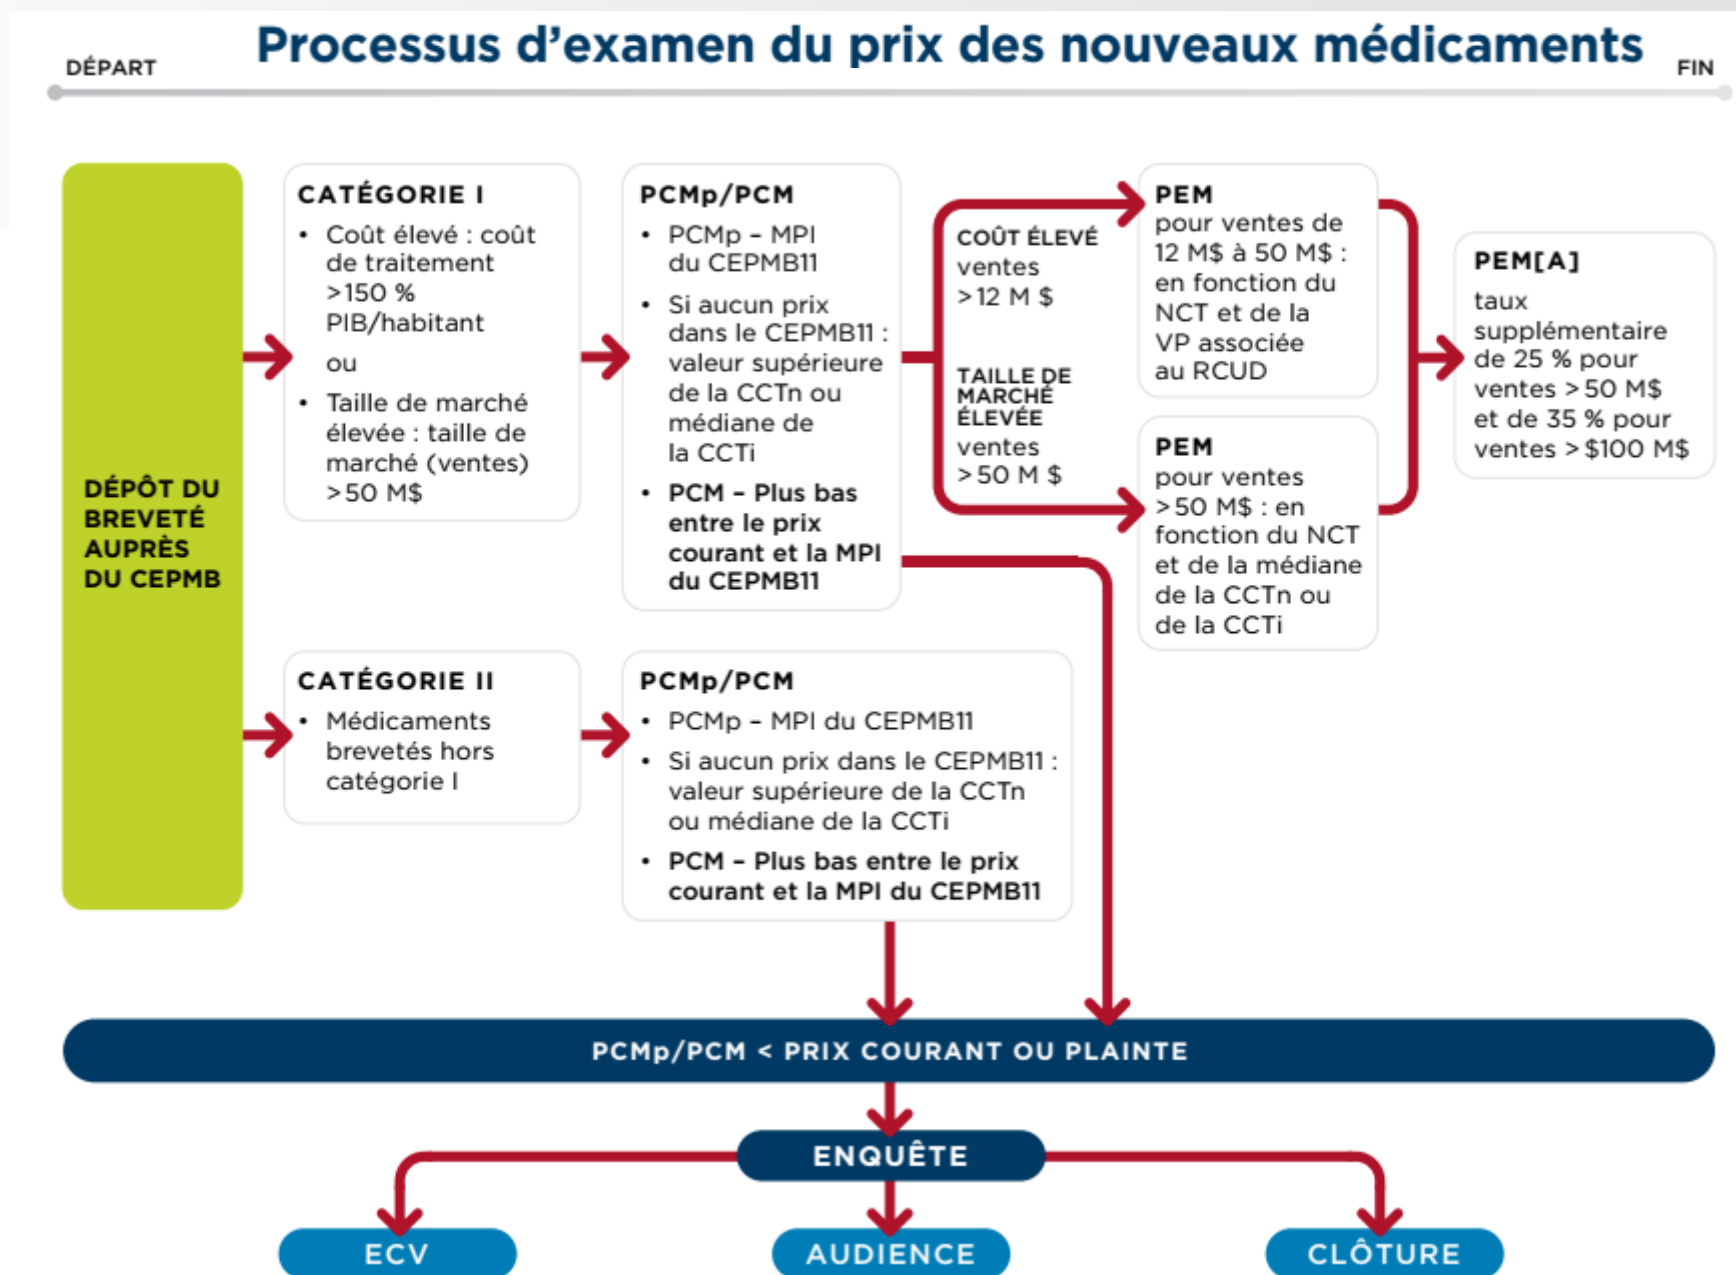 Processus d’examen du prix des nouveaux médicaments
DÉPART
FIN
DÉPÔT DU
BREVETÉ
AUPRÈS
DU CEPMB
CATÉGORIE I
• Coût élevé : coût
de traitement
>150 %
PIB/habitant
ou
• Taille de marché
élevée : taille de
marché (ventes)
>50 M$
PCMp/PCM
• PCMp – MPI
du CEPMB11
• Si aucun prix
dans le CEPMB11 :
valeur supérieure
de la CCTn ou
médiane de
la CCTi
• PCM – Plus bas
entre le prix
courant et la MPI
du CEPMB11
COÛT ÉLEVÉ
ventes
>12 M $
TAILLE DE
MARCHÉ
ÉLEVÉE
ventes
>50 M $
PEM
pour ventes de
12 M$ à 50 M$ :
en fonction du
NCT et de la
VP associée
au RCUD
PEM
pour ventes
>50 M$ : en
fonction du NCT
et de la médiane
de la CCTn ou
de la CCTi
PEM[A]
taux
supplémentaire
de 25 % pour
ventes >50 M$
et de 35 % pour
ventes >$100 M$
CATÉGORIE II
• Médicaments
brevetés hors
catégorie I
PCMp/PCM
• PCMp – MPI du CEPMB11
• Si aucun prix dans le CEPMB11 :
valeur supérieure de la CCTn
ou médiane de la CCTi
• PCM – Plus bas entre le prix
courant et la MPI du CEPMB11
PCMp/PCM < PRIX COURANT OU PLAINTE
ENQUÊTE
ECV
AUDIENCE
CLÔTURE